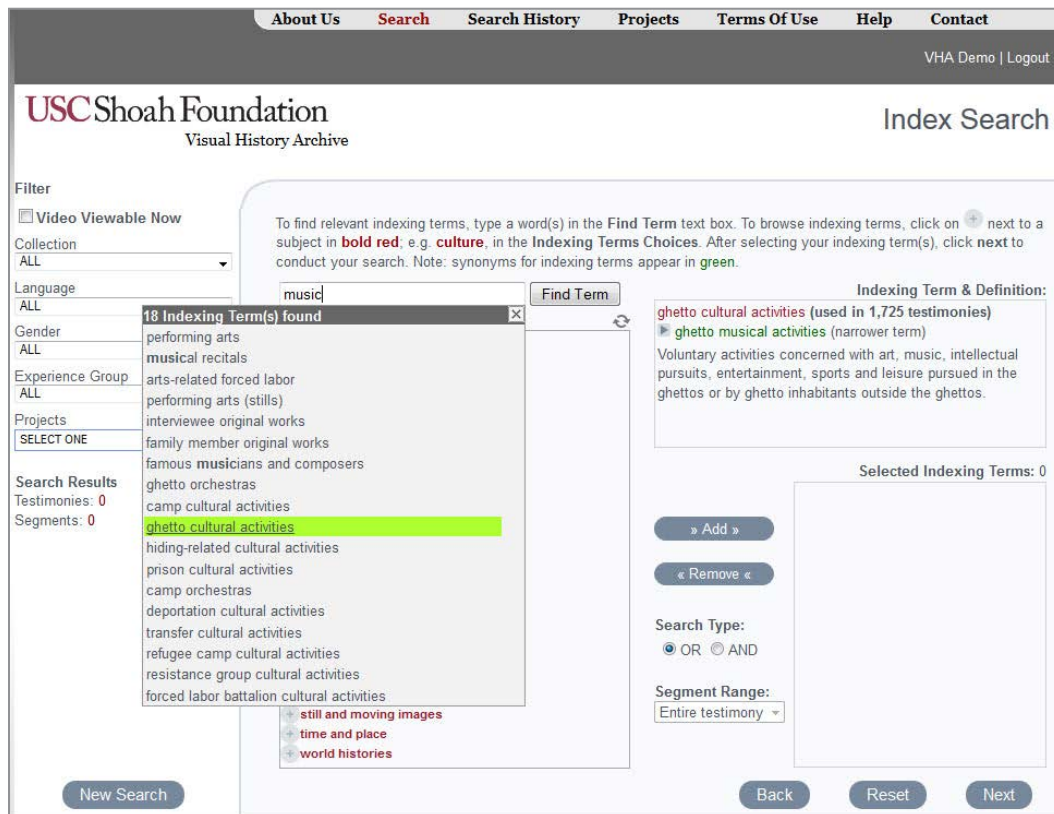 About Us Search Search History Projects Terms Of Use Help Contact
VHA Demo | Logout
USC Shoah Foundation
Visual History Archive
Index Search
Filter
Video Viewable Now
Collection
ALL
Language
ALL
Gender
ALL
Experience Group
ALL
Projects
SELECT ONE
Search Results
Testimonies: 0
Segments: 0
New Search
To find relevant indexing terms, type a word(s) in the Find Term text box. To browse indexing terms, click on + next to a
subject in bold red; e.g. culture, in the Indexing Terms Choices. After selecting your indexing term(s), click next to
conduct your search. Note: synonyms for indexing terms appear in green.
music
Find Term
18 Indexing Term(s) found
performing arts
musical recitals
arts-related forced labor
performing arts (stills)
interviewee original works
family member original works
famous musicians and composers
ghetto orchestras
camp cultural activities
ghetto cultural activities
hiding-related cultural activities
prison cultural activities
camp orchestras
deportation cultural activities
transfer cultural activities
refugee camp cultural activities
resistance group cultural activities
forced labor battalion cultural activities
still and moving images
time and place
world histories
Indexing Term & Definition:
ghetto cultural activities (used in 1,725 testimonies)
ghetto musical activities (narrower term)
Voluntary activities concerned with art, music, intellectual
pursuits, entertainment, sports and leisure pursued in the
ghettos or by ghetto inhabitants outside the ghettos.
Selected Indexing Terms: 0
» Add »
« Remove «
Search Type:
OR AND
Segment Range:
Entire testimony
Back Reset Next